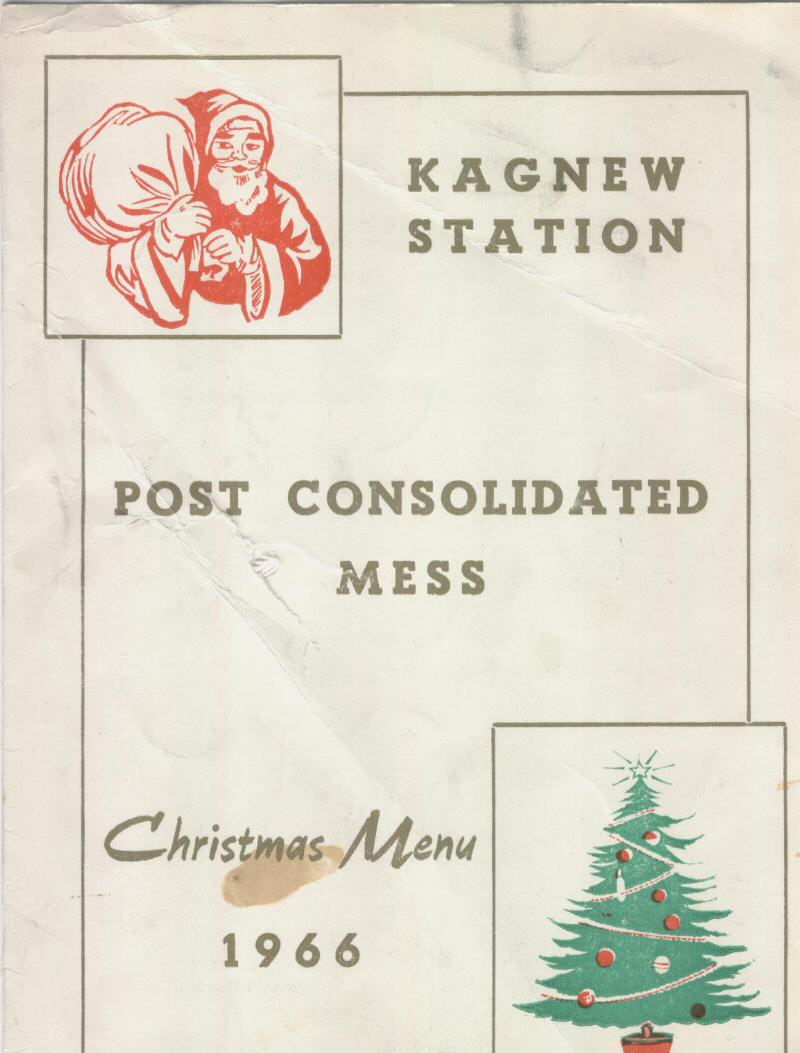 KAGNEW
STATION
POST CONSOLIDATED
MESS
Christmas Menu
1966